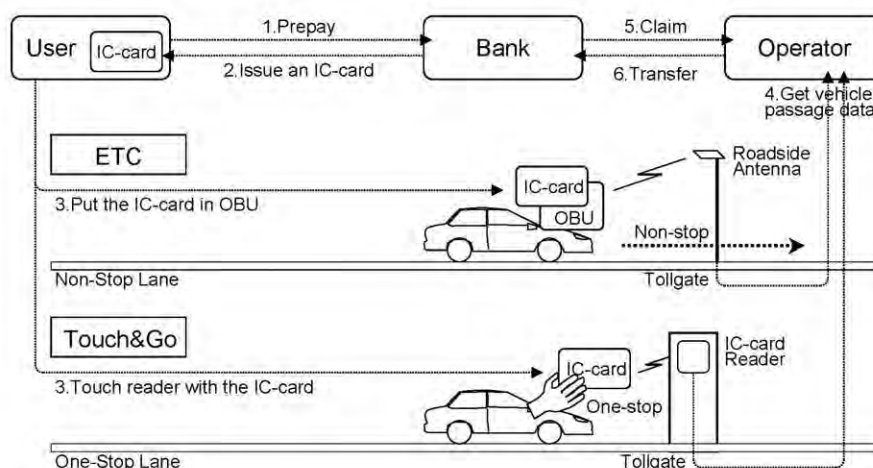 User
IC-card
1.Prepay
2.Issue an IC-card
Bank
5.Claim
6.Transfer
Operator
4.Get vehicle
passage data
ETC
3.Put the IC-card in OBU
IC-card
OBU
Roadside
Antenna
Non-stop
Non-Stop Lane
Tollgate
Touch&Go
3.Touch reader with the IC-card
IC-card
One-stop
IC-card
Reader
One-Stop Lane
Tollgate